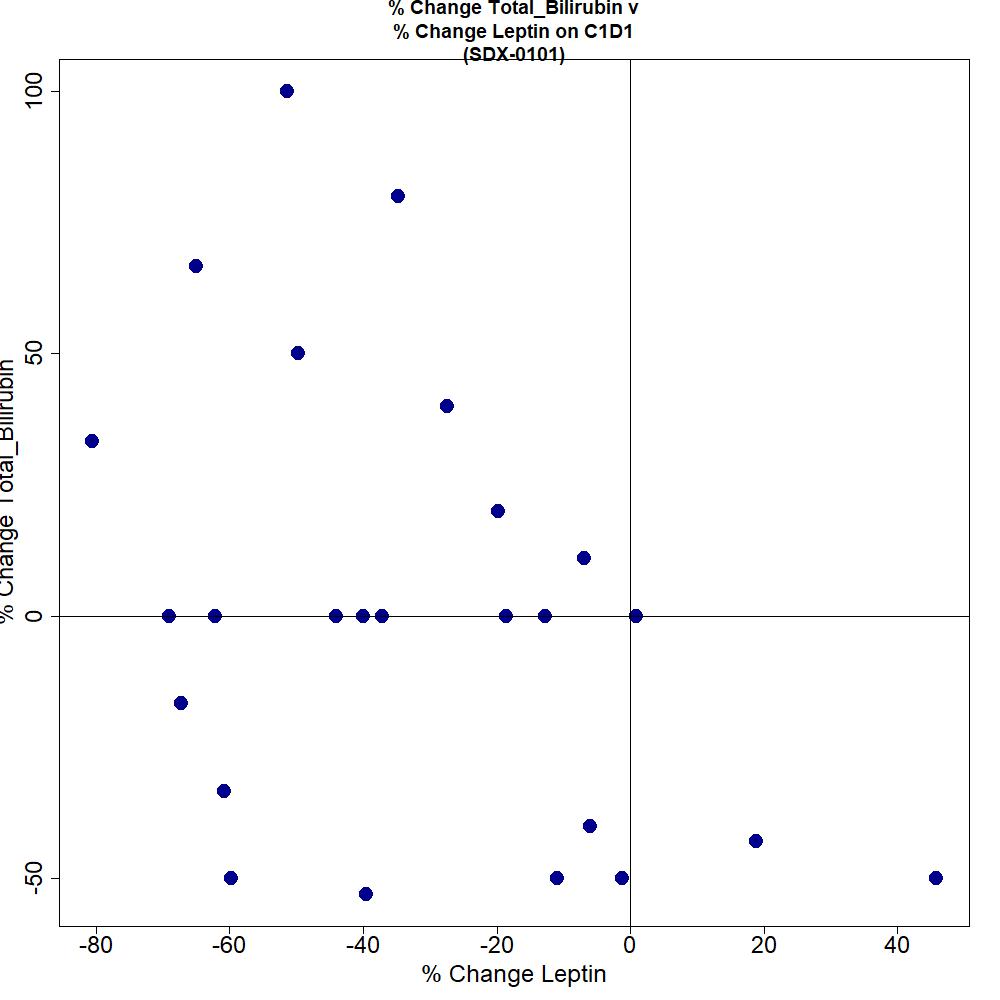 % Change Total_Bilirubin v
% Change Leptin on C1D1
(SDX-0101)
100
50
0
-50
% Change Total_Bilirubin
-80 -60 -40 -20 0 20 40
% Change Leptin